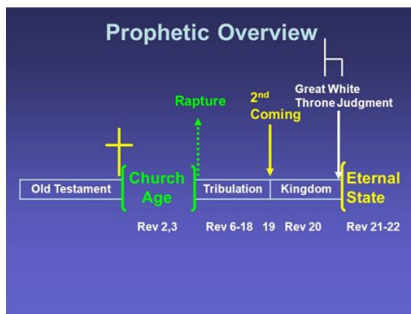 Prophetic Overview
Great White
Throne Judgment
2nd
Coming
Rapture
Old Testament
Church
Age
Tribulation
Kingdom
Eternal
State
Rev 2,3
Rev 6-18
19
Rev 20
Rev 21-22